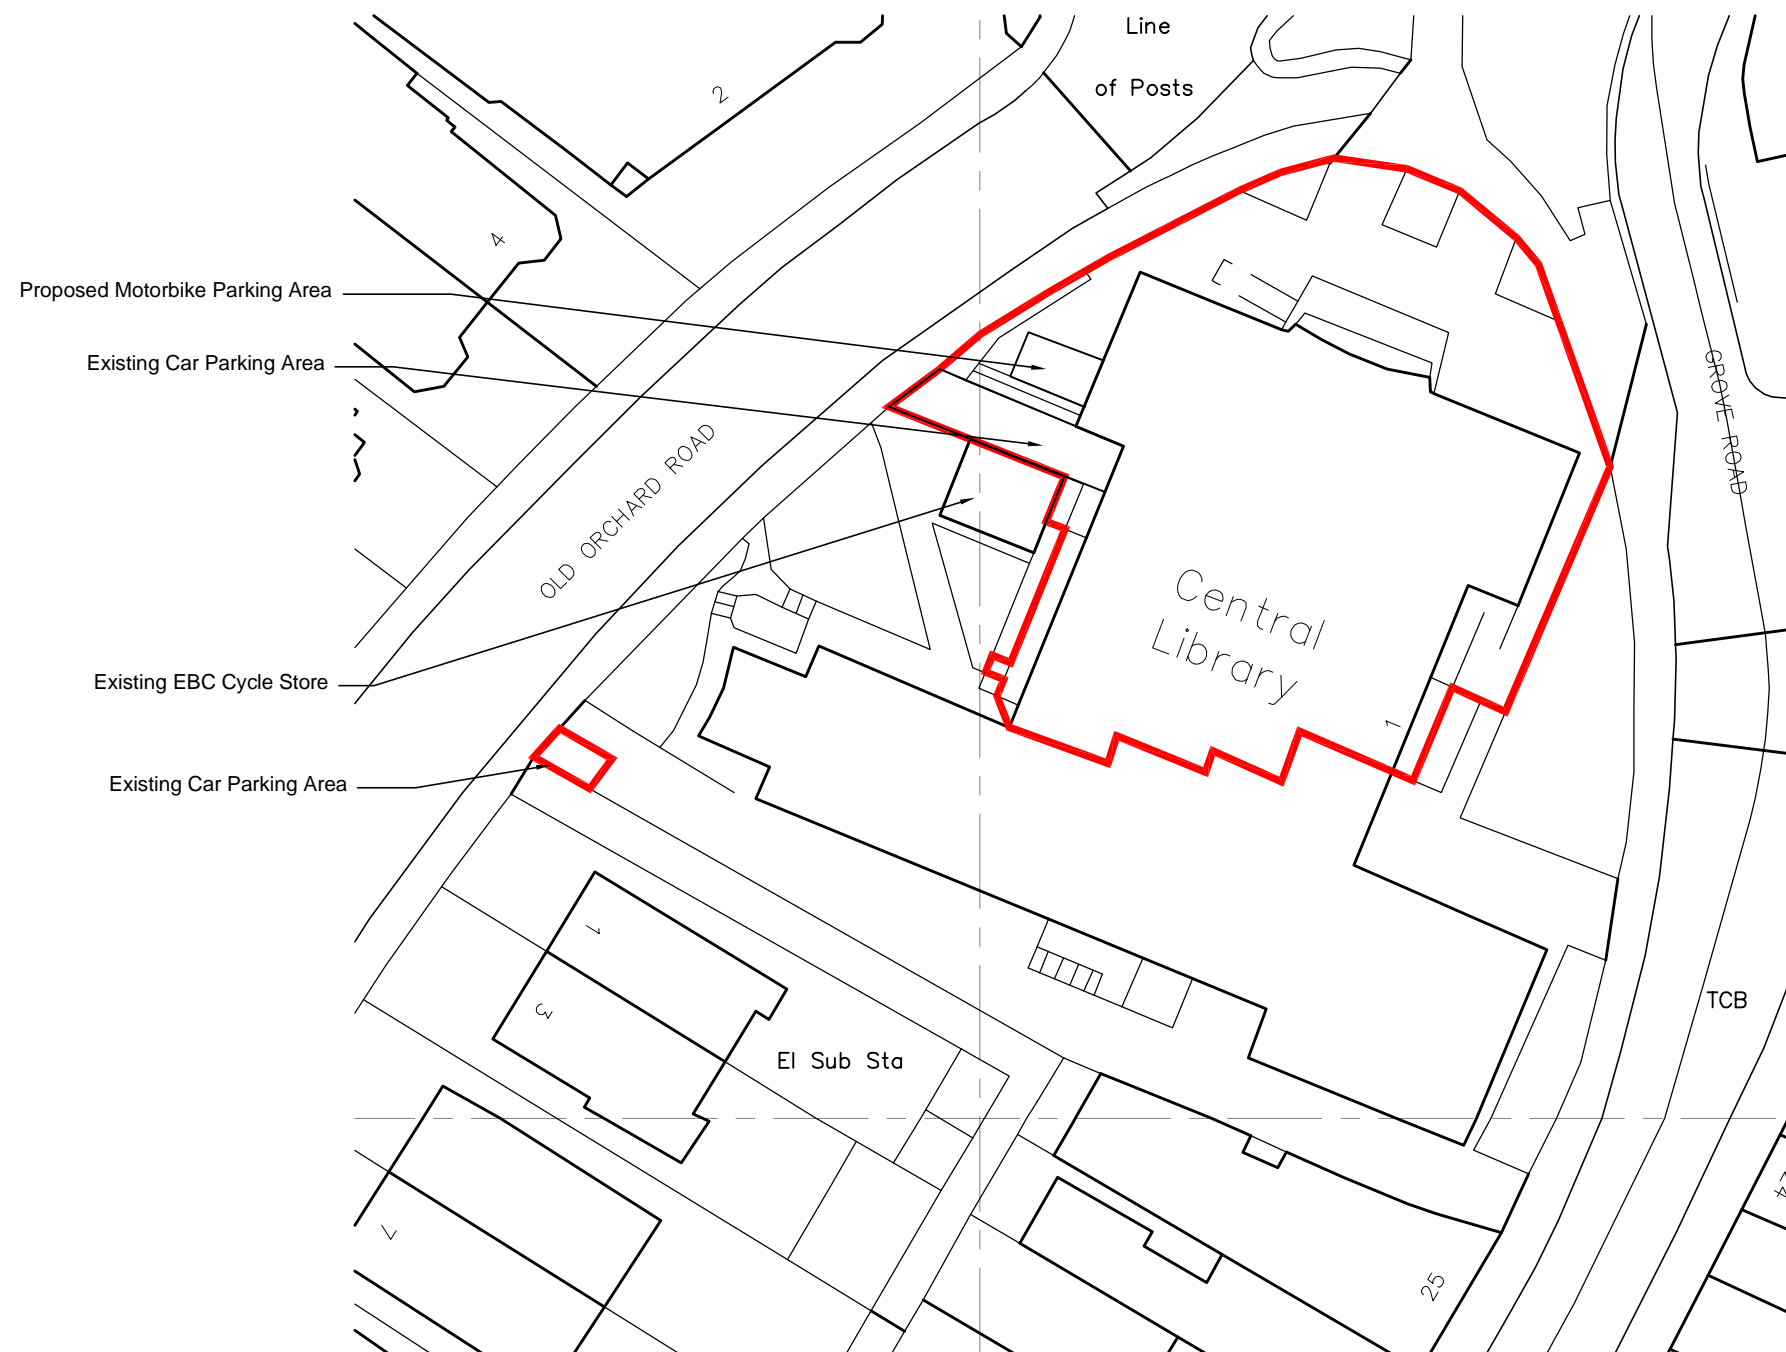 Line
of Posts
2
4
Proposed Motorbike Parking Area
Existing Car Parking Area
OLD ORCHARD ROAD
GROVE ROAD
Central
Library
Existing EBC Cycle Store
1
Existing Car Parking Area
1
3
El Sub Sta
TCB
7
25
24